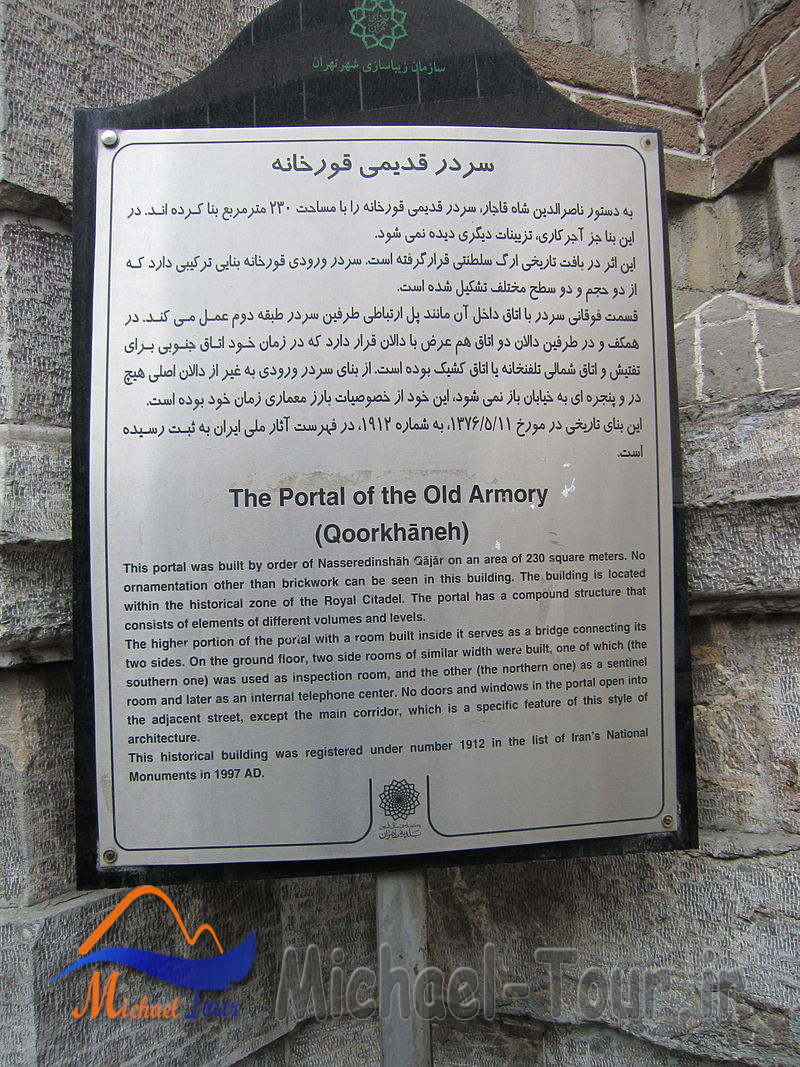 سازمان زیباسازی شهر تهران
سردر قدیمی قورخانه
به دستور ناصرالدین شاه قاجار، سردر قدیمی قورخانه را با مساحت ۲۳۰ مترمربع بنا کرده اند. در
این بنا جز آجرکاری، تزیینات دیگری دیده نمی شود.
این اثر در بافت تاریخی ارگ سلطنتی قرارگرفته است. سردر ورودی قورخانه بنایی ترکیبی دارد که
از دو حجم و دو سطح مختلف تشکیل شده است.
قسمت فوقانی سردر با اتاق داخل آن مانند پل ارتباطی طرفین سردر طبقه دوم عمل می کند. در
همکف و در طرفین دالان دو اتاق هم عرض با دالان قرار دارد که در زمان خود اتاق جنوبی برای
تفتیش و اتاق شمالی تلفنخانه یا اتاق کشیک بوده است. از بنای سردر ورودی به غیر از دالان اصلی هیچ
در و پنجره ای به خیابان باز نمی شود، این خود از خصوصیات بارز معماری زمان خود بوده است.
این بنای تاریخی در مورخ ۱۳۷۶/۵/۱۱، به شماره ۱۹۱۲، در فهرست آثار ملی ایران به ثبت رسیده
است.
The Portal of the Old Armory
(Qoorkhāneh)
This portal was built by order of Nasseredinshāh Qājār on an area of 230 square meters. No
ornamentation other than brickwork can be seen in this building. The building is located
within the historical zone of the Royal Citadel. The portal has a compound structure that
consists of elements of different volumes and levels.
The higher portion of the portal with a room built inside it serves as a bridge connecting its
two sides. On the ground floor, two side rooms of similar width were built, one of which (the
southern one) was used as inspection room, and the other (the northern one) as a sentinel
room and later as an internal telephone center. No doors and windows in the portal open into
the adjacent street, except the main corridor, which is a specific feature of this style of
architecture.
This historical building was registered under number 1912 in the list of Iran's National
Monuments in 1997 AD.
Michael Tour
Michael-Tour.ir